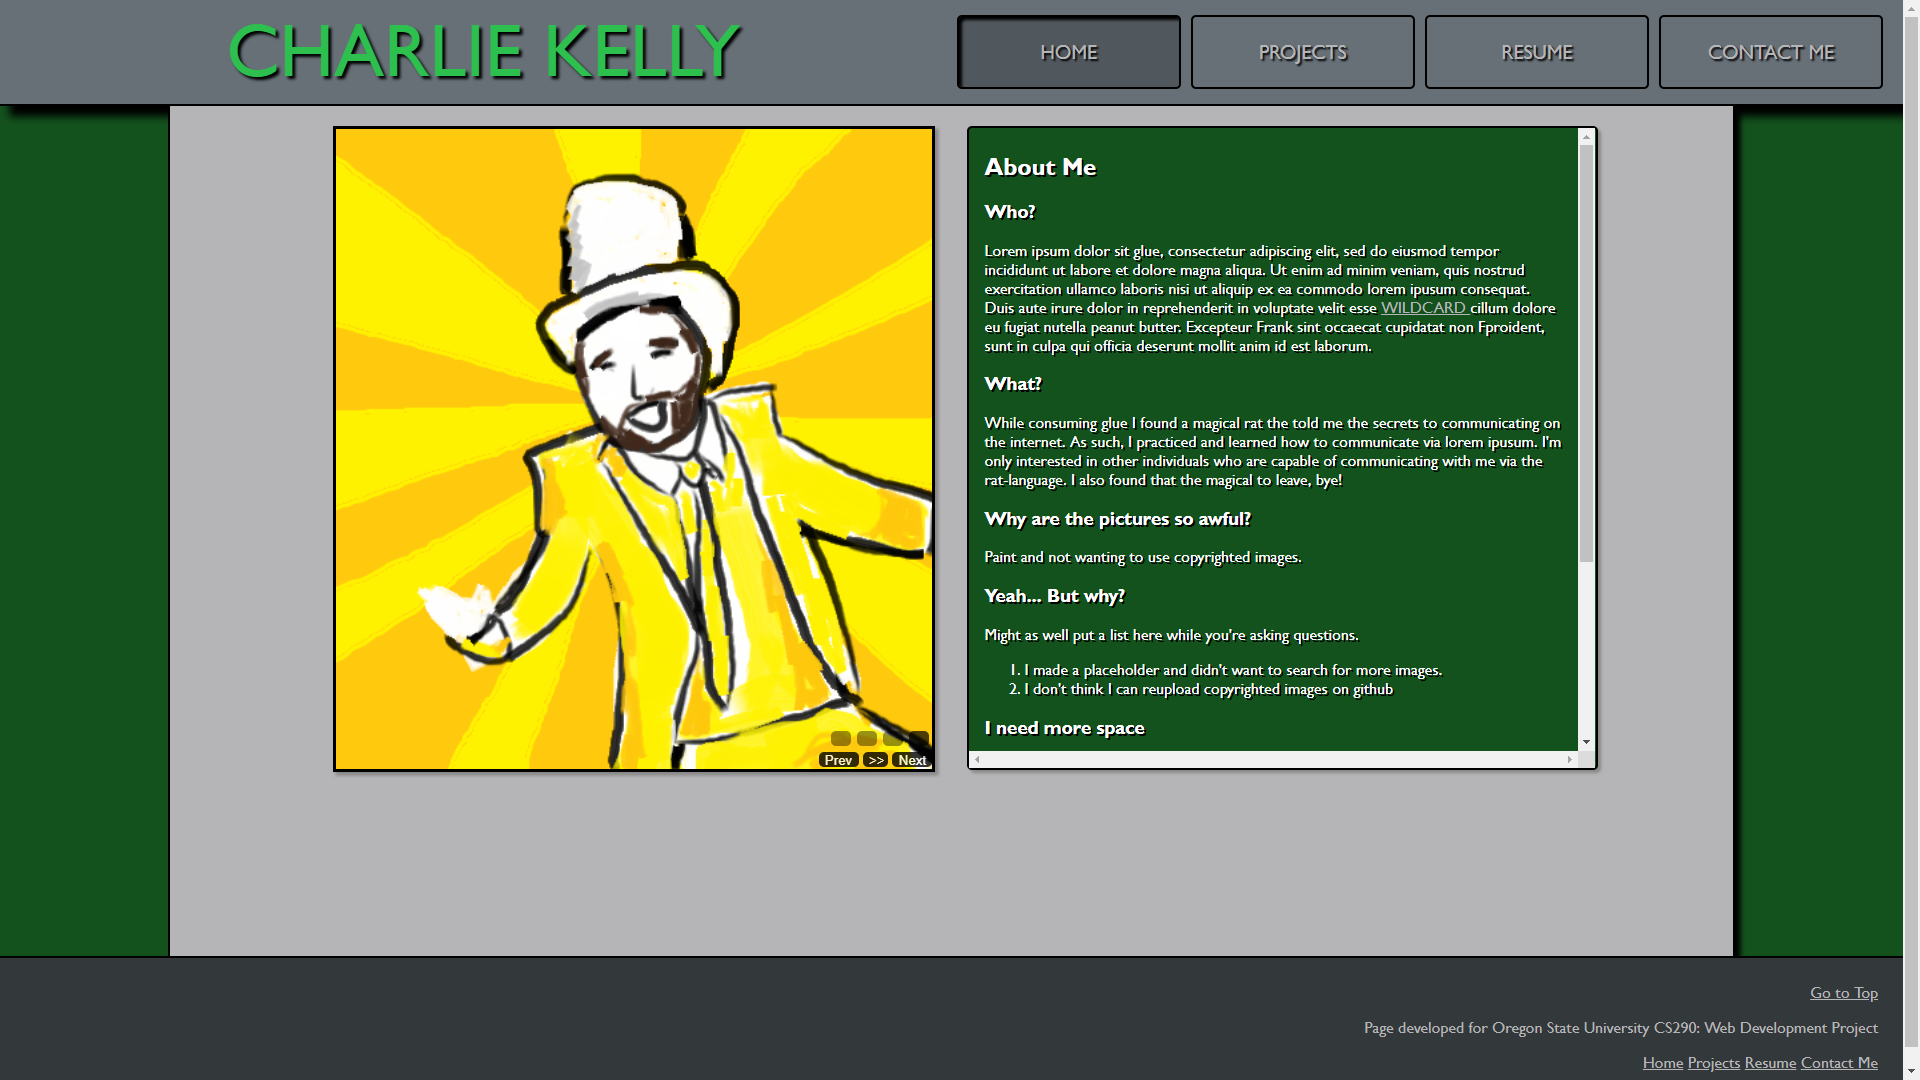 CHARLIE KELLY
HOME
PROJECTS
RESUME
CONTACT ME
Prev >> Next
About Me
Who?
Lorem ipsum dolor sit glue, consectetur adipiscing elit, sed do eiusmod tempor
incididunt ut labore et dolore magna aliqua. Ut enim ad minim veniam, quis nostrud
exercitation ullamco laboris nisi ut aliquip ex ea commodo lorem ipusum consequat.
Duis aute irure dolor in reprehenderit in voluptate velit esse WILDCARD cillum dolore
eu fugiat nutella peanut butter. Excepteur Frank sint occaecat cupidatat non Fproident,
sunt in culpa qui officia deserunt mollit anim id est laborum.
What?
While consuming glue I found a magical rat the told me the secrets to communicating on
the internet. As such, I practiced and learned how to communicate via lorem ipusum. I'm
only interested in other individuals who are capable of communicating with me via the
rat-language. I also found that the magical to leave, bye!
Why are the pictures so awful?
Paint and not wanting to use copyrighted images.
Yeah... But why?
Might as well put a list here while you're asking questions.
1. I made a placeholder and didn't want to search for more images.
2. I don't think I can reupload copyrighted images on github
I need more space
Go to Top
Page developed for Oregon State University CS290: Web Development Project
Home Projects Resume Contact Me